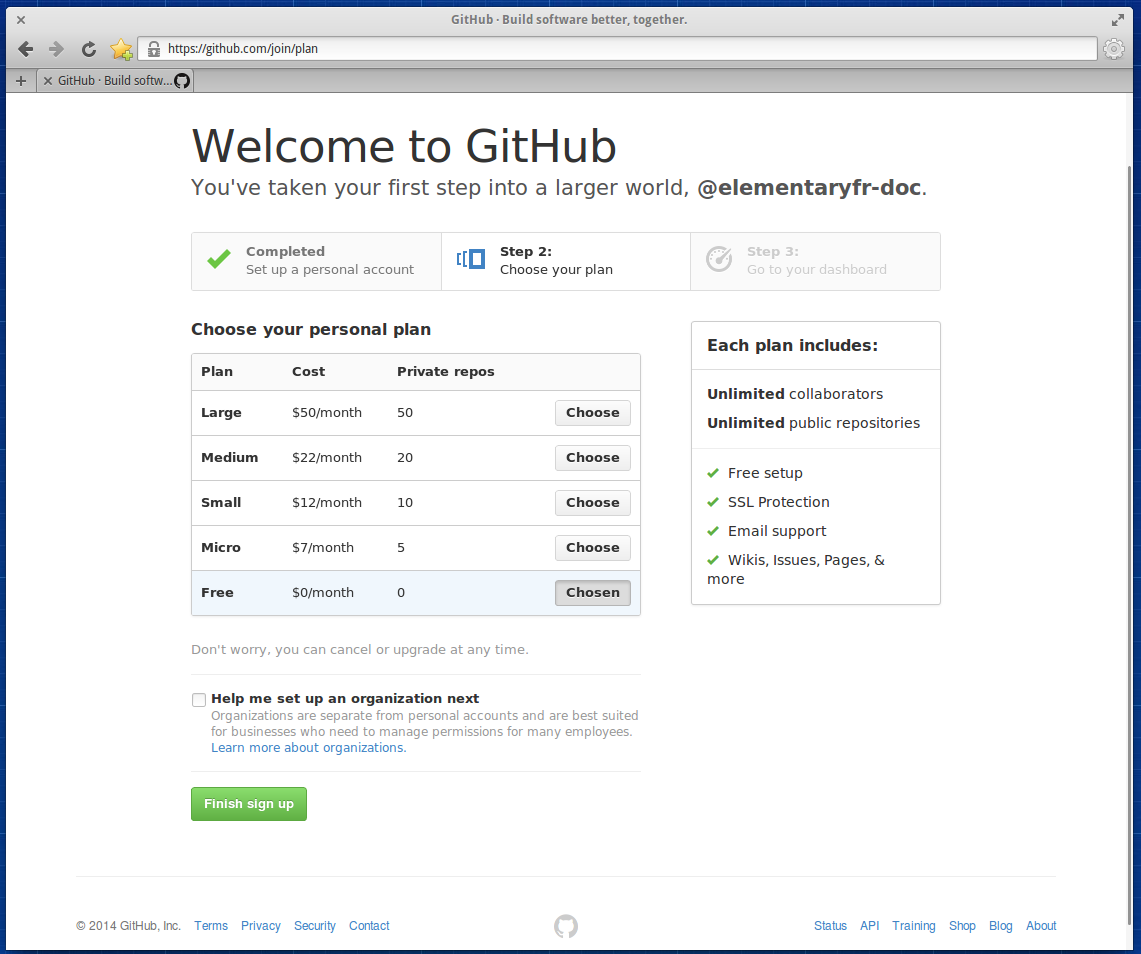 GitHub · Build software better, together.
https://github.com/join/plan
GitHub · Build softw...
Welcome to GitHub
You've taken your first step into a larger world, @elementaryfr-doc.
Completed
Set up a personal account
Step 2:
Choose your plan
Step 3:
Go to your dashboard
Choose your personal plan
Plan Cost Private repos
Large $50/month 50 Choose
Medium $22/month 20 Choose
Small $12/month 10 Choose
Micro $7/month 5 Choose
Free $0/month 0 Chosen
Don't worry, you can cancel or upgrade at any time.
Help me set up an organization next
Organizations are separate from personal accounts and are best suited
for businesses who need to manage permissions for many employees.
Learn more about organizations.
Finish sign up
Each plan includes:
Unlimited collaborators
Unlimited public repositories
Free setup
SSL Protection
Email support
Wikis, Issues, Pages, &
more
© 2014 GitHub, Inc. Terms Privacy Security Contact
Status API Training Shop Blog About